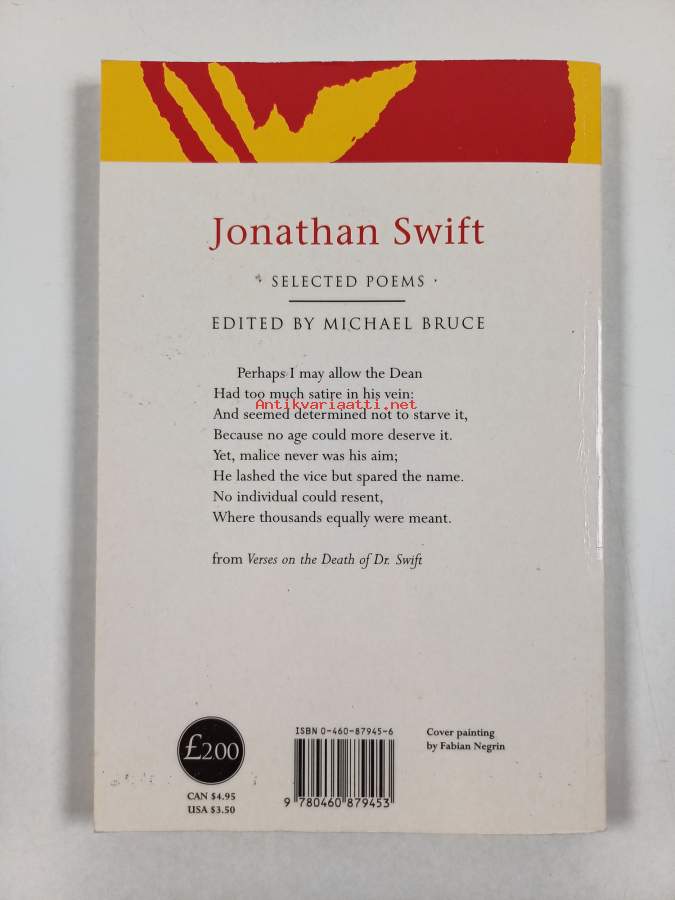 Jonathan Swift
· SELECTED POEMS ·
EDITED BY MICHAEL BRUCE
Perhaps I may allow the Dean
Had too much satire in his vein:
Antikvariaatti.net
And seemed determined not to starve it,
Because no age could more deserve it.
Yet, malice never was his aim;
He lashed the vice but spared the name.
No individual could resent,
Where thousands equally were meant.
from Verses on the Death of Dr. Swift
£2.00
CAN $4.95
USA $3.50
ISBN 0-460-87945-6
9 780460 879453
Cover painting
by Fabian Negrin